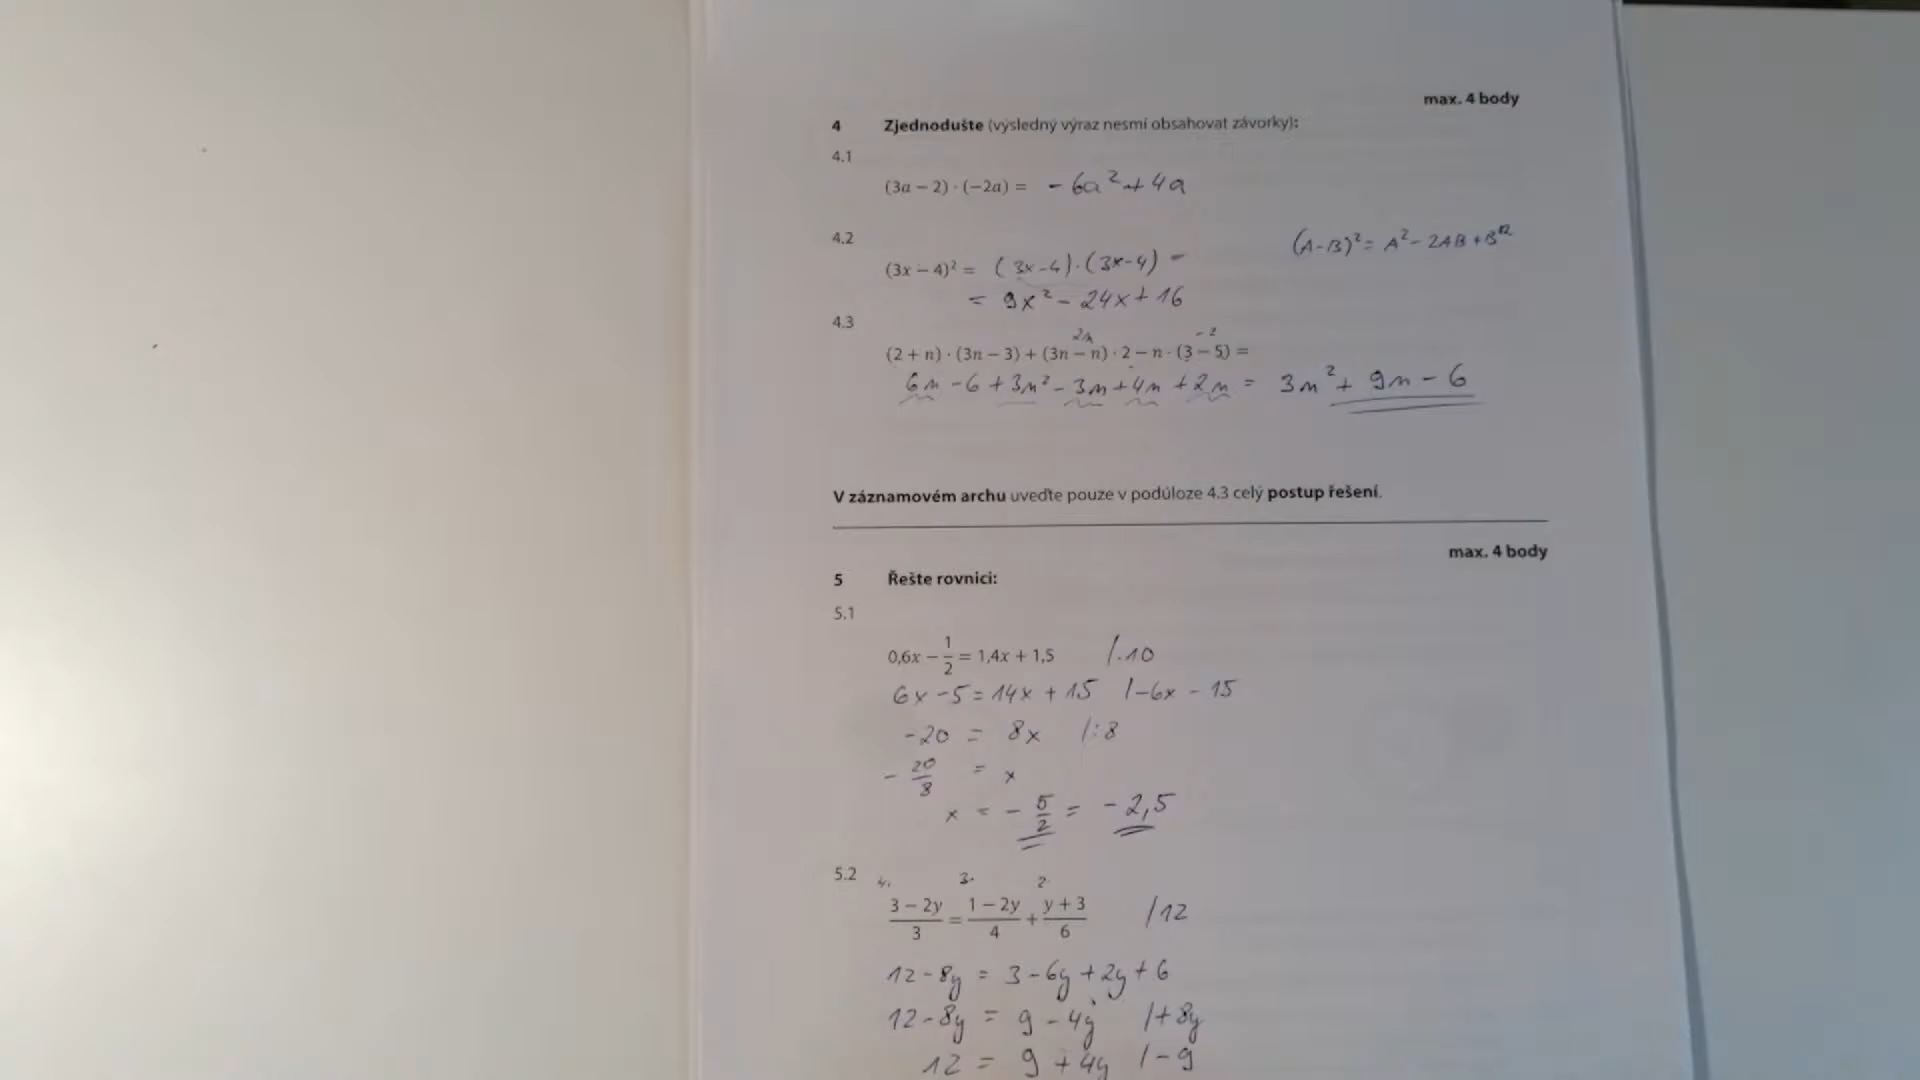 max. 4 body
4 Zjednodušte (výsledný výraz nesmí obsahovat závorky):
4.1
(3a − 2) · (−2a) = - 6a² + 4a
4.2
(A-B)² = A² - 2AB + B²
(3x − 4)² = (3x-4)·(3x-4) =
= 9x² - 24x + 16
4.3
2n -2
(2 + n) · (3n − 3) + (3n − n) · 2 − n · (3 − 5) =
6n - 6 + 3n² - 3n + 4n + 2n = 3n² + 9n - 6
V záznamovém archu uveďte pouze v podúloze 4.3 celý postup řešení.
max. 4 body
5 Řešte rovnici:
5.1
0,6x − 1/2 = 1,4x + 1,5 /·10
6x - 5 = 14x + 15 /-6x - 15
-20 = 8x /:8
- 20/8 = x
x = - 5/2 = -2,5
5.2
4. 3. 2.
(3 − 2y)/3 = (1 − 2y)/4 + (y + 3)/6 /12
12 - 8y = 3 - 6y + 2y + 6
12 - 8y = 9 - 4y /+8y
12 = 9 + 4y /-9